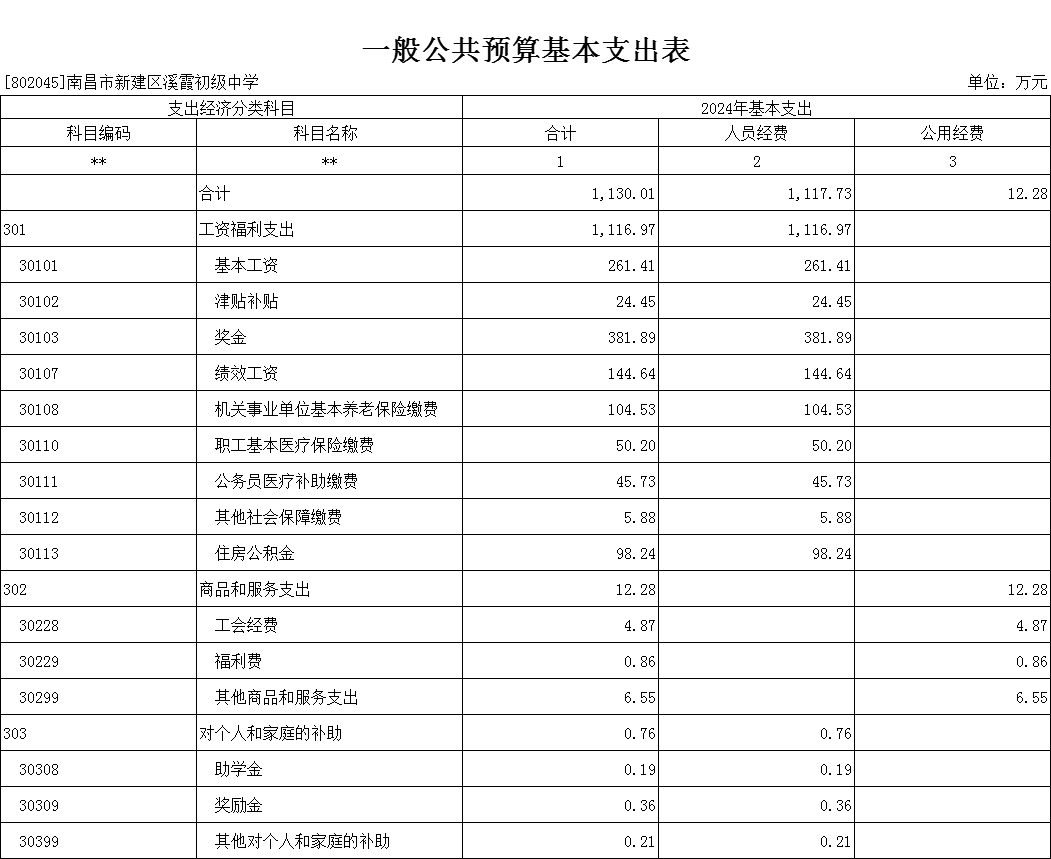 一般公共预算基本支出表
[802045]南昌市新建区溪霞初级中学 单位：万元
支出经济分类科目 2024年基本支出
科目编码 科目名称 合计 人员经费 公用经费
** ** 1 2 3
合计 1,130.01 1,117.73 12.28
301 工资福利支出 1,116.97 1,116.97
30101 基本工资 261.41 261.41
30102 津贴补贴 24.45 24.45
30103 奖金 381.89 381.89
30107 绩效工资 144.64 144.64
30108 机关事业单位基本养老保险缴费 104.53 104.53
30110 职工基本医疗保险缴费 50.20 50.20
30111 公务员医疗补助缴费 45.73 45.73
30112 其他社会保障缴费 5.88 5.88
30113 住房公积金 98.24 98.24
302 商品和服务支出 12.28 12.28
30228 工会经费 4.87 4.87
30229 福利费 0.86 0.86
30299 其他商品和服务支出 6.55 6.55
303 对个人和家庭的补助 0.76 0.76
30308 助学金 0.19 0.19
30309 奖励金 0.36 0.36
30399 其他对个人和家庭的补助 0.21 0.21